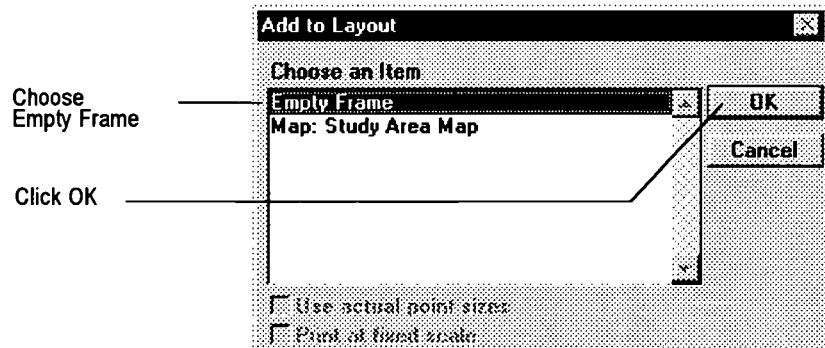 Add to Layout
Choose an Item
Choose
Empty Frame
Empty Frame
OK
Map: Study Area Map
Cancel
Click OK
Use actual point sizes
Print at fixed scale